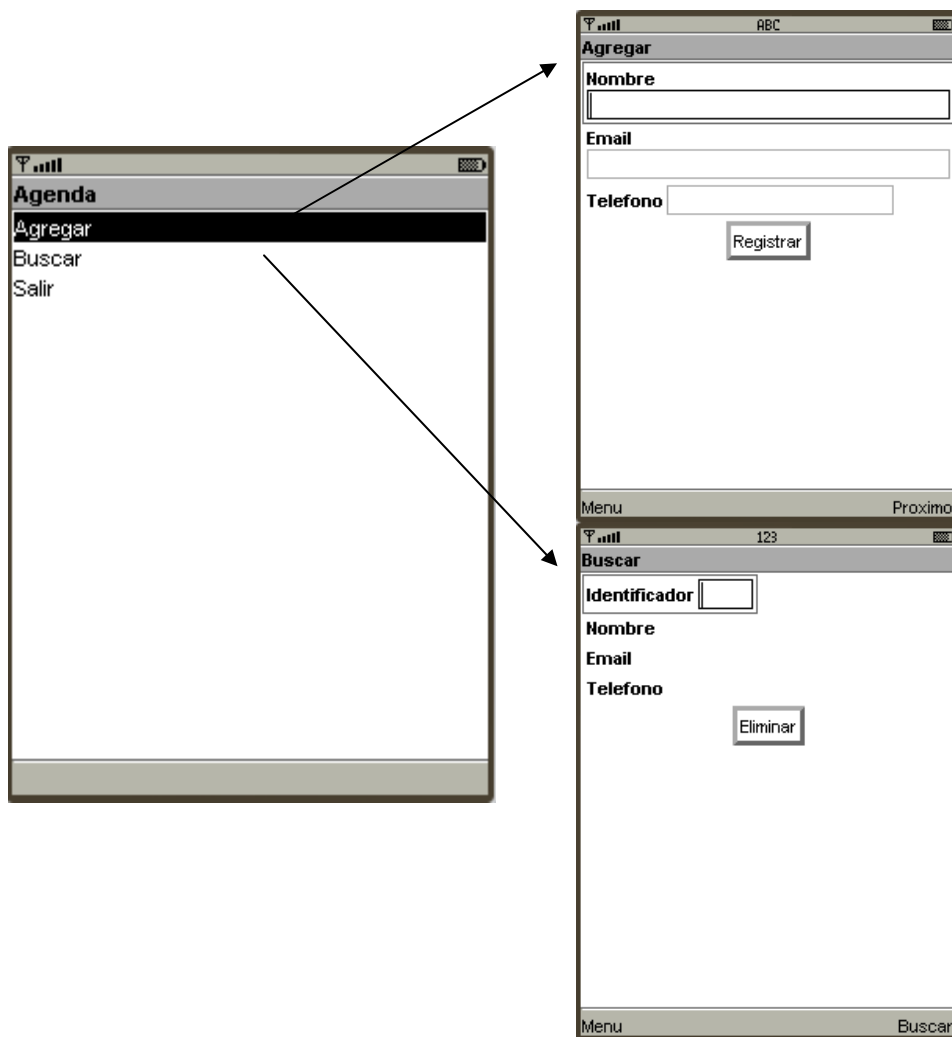 Agenda
Agregar
Buscar
Salir
ABC
Agregar
Nombre
Email
Telefono
Registrar
Menu Proximo
123
Buscar
Identificador
Nombre
Email
Telefono
Eliminar
Menu Buscar